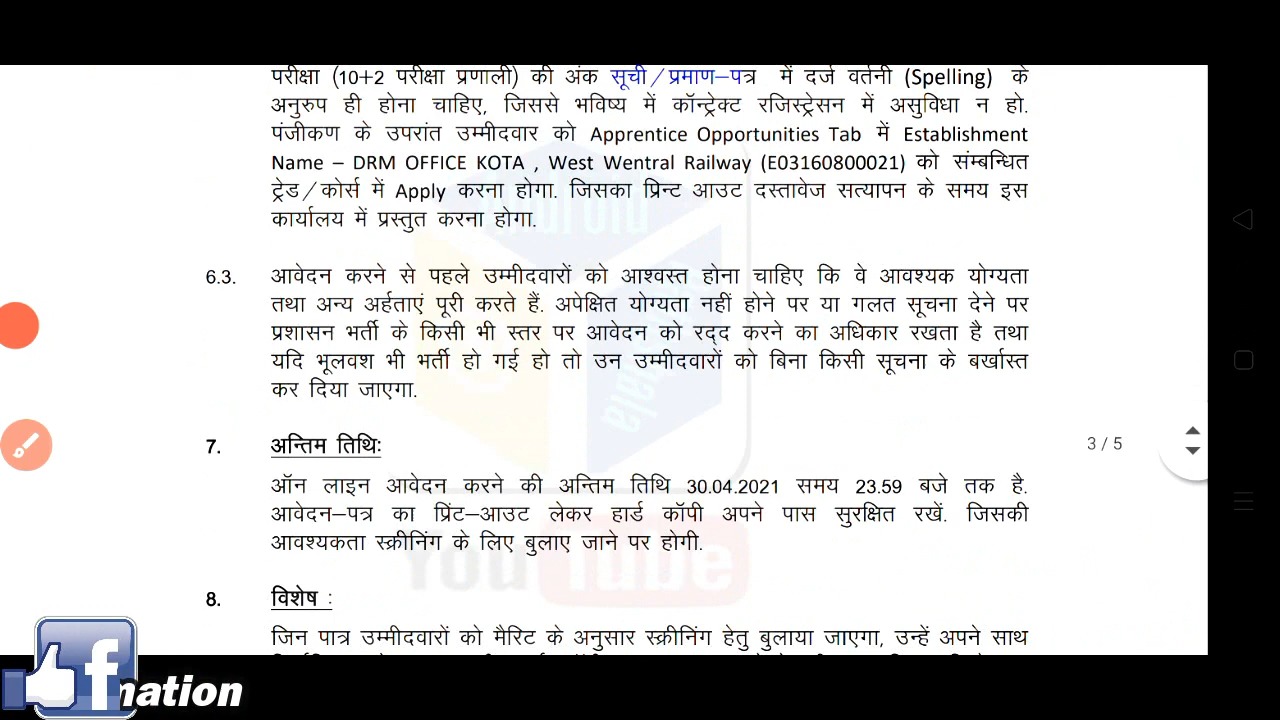 परीक्षा (10+2 परीक्षा प्रणाली) की अंक सूची/प्रमाण-पत्र में दर्ज वर्तनी (Spelling) के
अनुरुप ही होना चाहिए, जिससे भविष्य में कॉन्ट्रेक्ट रजिस्ट्रेसन में असुविधा न हो.
पंजीकण के उपरांत उम्मीदवार को Apprentice Opportunities Tab में Establishment
Name – DRM OFFICE KOTA , West Wentral Railway (E03160800021) को संम्बन्धित
ट्रेड/कोर्स में Apply करना होगा. जिसका प्रिन्ट आउट दस्तावेज सत्यापन के समय इस
कार्यालय में प्रस्तुत करना होगा.
6.3. आवेदन करने से पहले उम्मीदवारों को आश्वस्त होना चाहिए कि वे आवश्यक योग्यता
तथा अन्य अर्हताएं पूरी करते हैं. अपेक्षित योग्यता नहीं होने पर या गलत सूचना देने पर
प्रशासन भर्ती के किसी भी स्तर पर आवेदन को रद्द करने का अधिकार रखता है तथा
यदि भूलवश भी भर्ती हो गई हो तो उन उम्मीदवारों को बिना किसी सूचना के बर्खास्त
कर दिया जाएगा.
7. अन्तिम तिथिः
3 / 5
ऑन लाइन आवेदन करने की अन्तिम तिथि 30.04.2021 समय 23.59 बजे तक है.
आवेदन-पत्र का प्रिंट-आउट लेकर हार्ड कॉपी अपने पास सुरक्षित रखें. जिसकी
आवश्यकता स्क्रीनिंग के लिए बुलाए जाने पर होगी.
YouTube
8. विशेष :
जिन पात्र उम्मीदवारों को मैरिट के अनुसार स्क्रीनिंग हेतु बुलाया जाएगा, उन्हें अपने साथ
mation